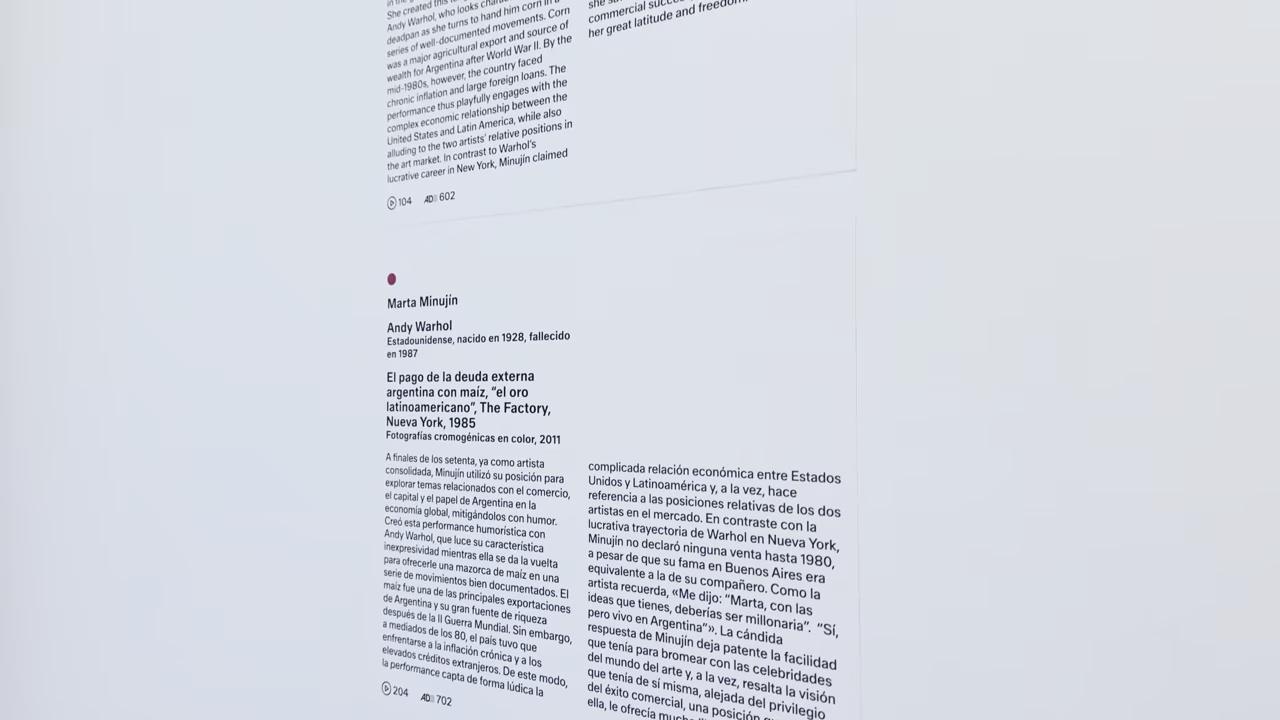 She created this
Andy Warhol, who looks
deadpan as she turns to hand him corn in a
series of well-documented movements. Corn
was a major agricultural export and source of
wealth for Argentina after World War II. By the
mid-1980s, however, the country faced
chronic inflation and large foreign loans. The
performance thus playfully engages with the
complex economic relationship between the
United States and Latin America, while also
alluding to the two artists' relative positions in
the art market. In contrast to Warhol's
lucrative career in New York, Minujín claimed
she
commercial
her great latitude and freedom
104 AD 602
Marta Minujín
Andy Warhol
Estadounidense, nacido en 1928, fallecido
en 1987
El pago de la deuda externa
argentina con maíz, “el oro
latinoamericano”, The Factory,
Nueva York, 1985
Fotografías cromogénicas en color, 2011
A finales de los setenta, ya como artista
consolidada, Minujín utilizó su posición para
explorar temas relacionados con el comercio,
el capital y el papel de Argentina en la
economía global, mitigándolos con humor.
Creó esta performance humorística con
Andy Warhol, que luce su característica
inexpresividad mientras ella se da la vuelta
para ofrecerle una mazorca de maíz en una
serie de movimientos bien documentados. El
maíz fue una de las principales exportaciones
de Argentina y su gran fuente de riqueza
después de la II Guerra Mundial. Sin embargo,
a mediados de los 80, el país tuvo que
enfrentarse a la inflación crónica y a los
elevados créditos extranjeros. De este modo,
la performance capta de forma lúdica la
complicada relación económica entre Estados
Unidos y Latinoamérica y, a la vez, hace
referencia a las posiciones relativas de los dos
artistas en el mercado. En contraste con la
lucrativa trayectoria de Warhol en Nueva York,
Minujín no declaró ninguna venta hasta 1980,
a pesar de que su fama en Buenos Aires era
equivalente a la de su compañero. Como la
artista recuerda, «Me dijo: “Marta, con las
ideas que tienes, deberías ser millonaria”. “Sí,
pero vivo en Argentina”». La cándida
respuesta de Minujín deja patente la facilidad
que tenía para bromear con las celebridades
del mundo del arte y, a la vez, resalta la visión
que tenía de sí misma, alejada del privilegio
del éxito comercial, una posición
ella, le ofrecía
204 AD 702